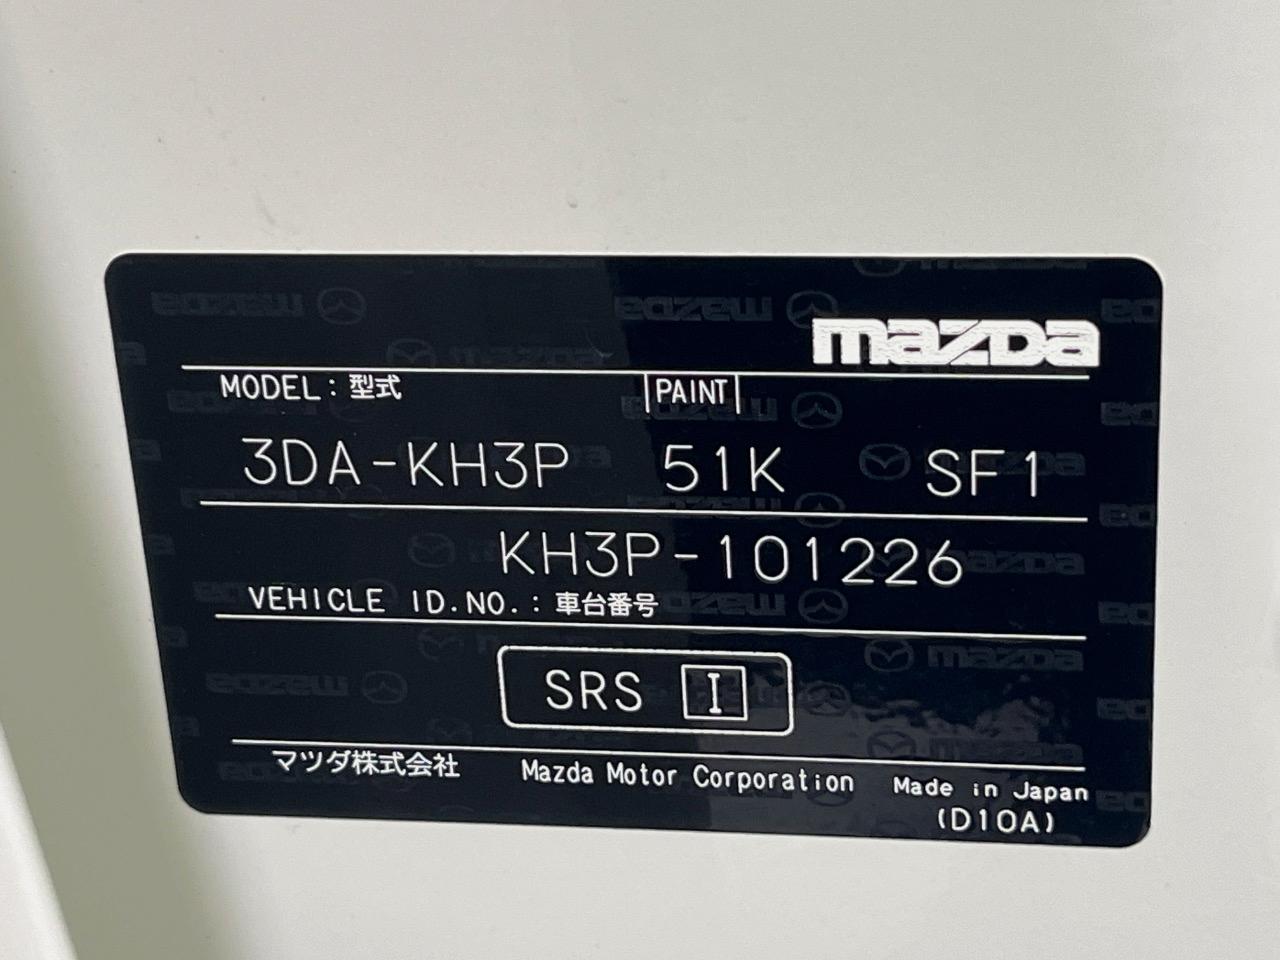 mazda
MODEL:型式 PAINT
3DA-KH3P 51K SF1
KH3P-101226
VEHICLE ID.NO.:車台番号
SRS I
マツダ株式会社 Mazda Motor Corporation Made in Japan
(D10A)